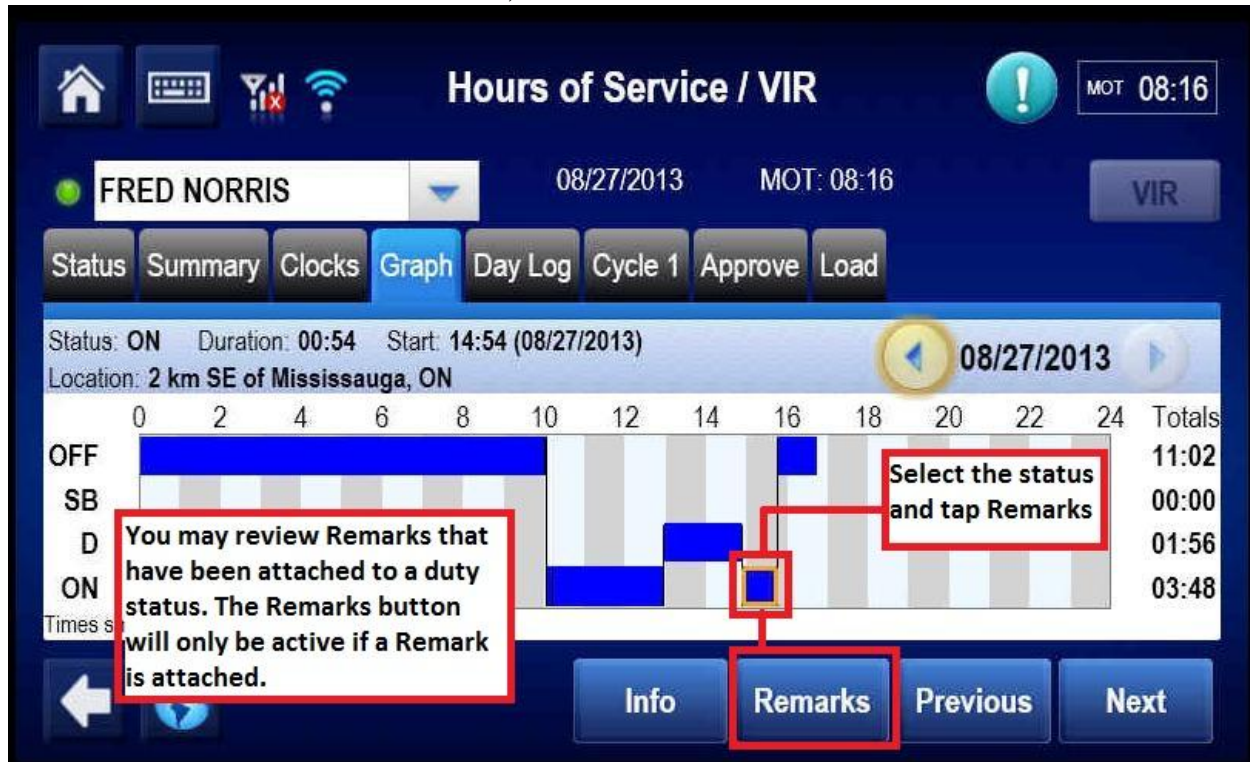 Hours of Service / VIR
MOT 08:16
FRED NORRIS
08/27/2013 MOT: 08:16
VIR
Status Summary Clocks Graph Day Log Cycle 1 Approve Load
Status: ON Duration: 00:54 Start: 14:54 (08/27/2013)
Location: 2 km SE of Mississauga, ON
08/27/2013
0 2 4 6 8 10 12 14 16 18 20 22 24 Totals
OFF 11:02
SB 00:00
D 01:56
ON 03:48
Select the status
and tap Remarks
You may review Remarks that
have been attached to a duty
status. The Remarks button
will only be active if a Remark
is attached.
Times
Info Remarks Previous Next